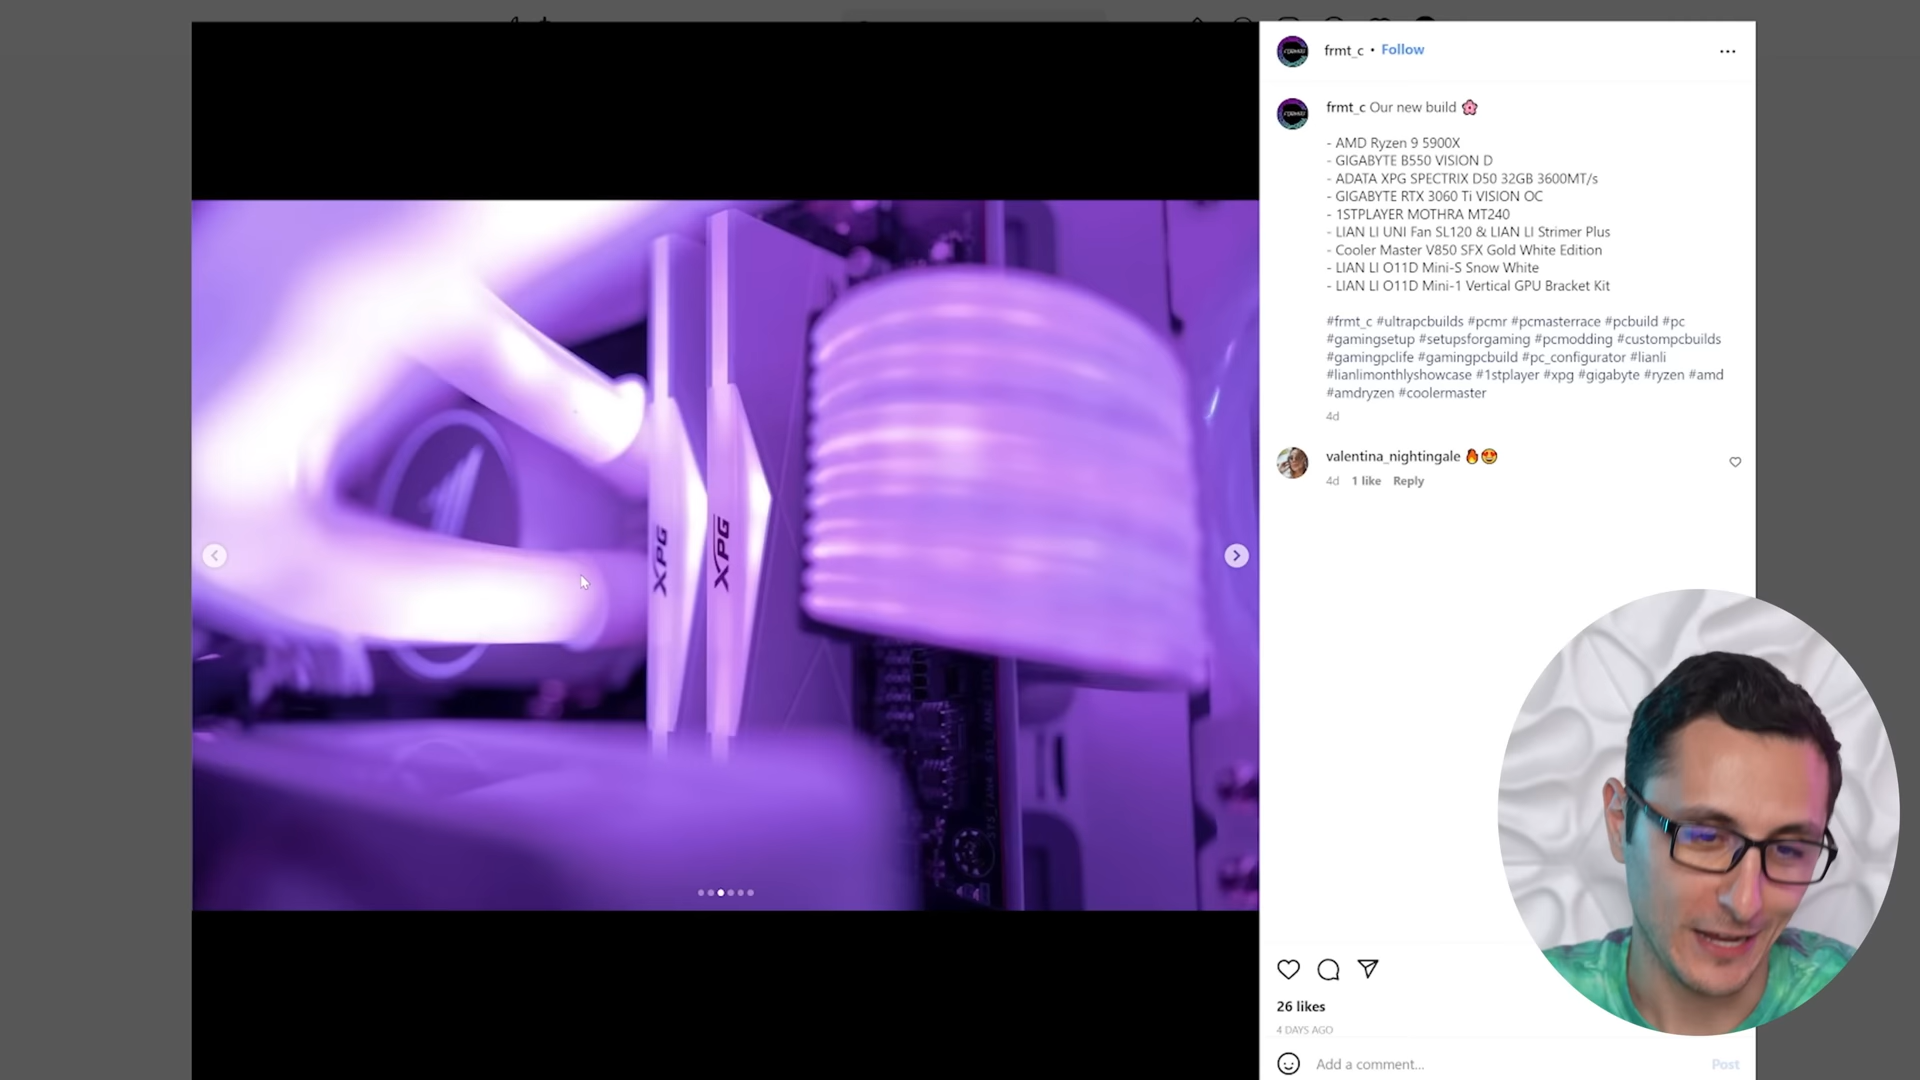 frmt_c • Follow
frmt_c Our new build 🌸
- AMD Ryzen 9 5900X
- GIGABYTE B550 VISION D
- ADATA XPG SPECTRIX D50 32GB 3600MT/s
- GIGABYTE RTX 3060 Ti VISION OC
- 1STPLAYER MOTHRA MT240
- LIAN LI UNI Fan SL120 & LIAN LI Strimer Plus
- Cooler Master V850 SFX Gold White Edition
- LIAN LI O11D Mini-S Snow White
- LIAN LI O11D Mini-1 Vertical GPU Bracket Kit
#frmt_c #ultrapcbuilds #pcmr #pcmasterrace #pcbuild #pc
#gamingsetup #setupsforgaming #pcmodding #custompcbuilds
#gamingpclife #gamingpcbuild #pc_configurator #lianli
#lianlimonthlyshowcase #1stplayer #xpg #gigabyte #ryzen #amd
#amdryzen #coolermaster
4d
valentina_nightingale 🔥😍
4d 1 like Reply
XPG
XPG
26 likes
4 DAYS AGO
Add a comment... Post